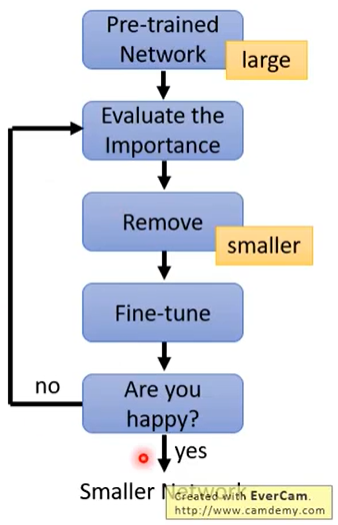 Pre-trained
Network
large
Evaluate the
Importance
Remove
smaller
Fine-tune
Are you
happy?
no
yes
Smaller Network
Created with EverCam.
http://www.camdemy.com